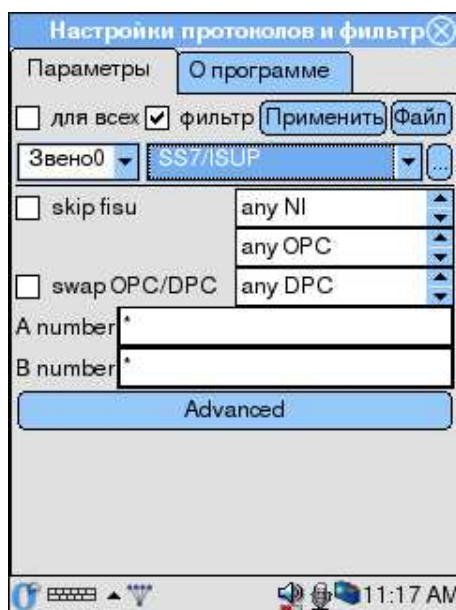 Настройки протоколов и фильтр
Параметры О программе
для всех фильтр Применить Файл
Звено0 SS7/ISUP ...
skip fisu any NI
any OPC
swap OPC/DPC any DPC
A number *
B number *
Advanced
11:17 AM